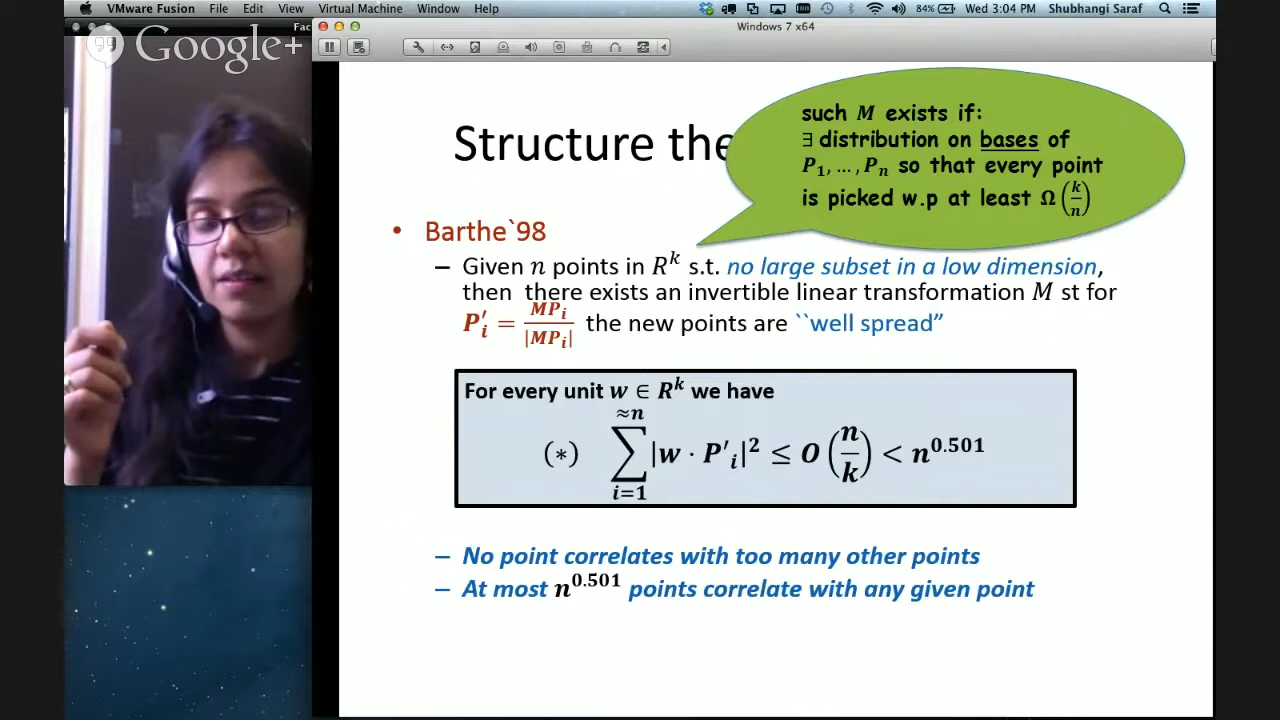 VMware Fusion File Edit View Virtual Machine Window Help
84% Wed 3:04 PM Shubhangi Saraf
Fac
Windows 7 x64
Google+
Structure the
such M exists if:
∃ distribution on bases of
P₁, …, Pₙ so that every point
is picked w.p at least Ω(k/n)
• Barthe`98
– Given n points in Rᵏ s.t. no large subset in a low dimension,
then there exists an invertible linear transformation M st for
P′ᵢ = MPᵢ/|MPᵢ| the new points are ``well spread”
For every unit w ∈ Rᵏ we have
(∗) ∑_{i=1}^{≈n} |w · P′ᵢ|² ≤ O(n/k) < n^{0.501}
– No point correlates with too many other points
– At most n^{0.501} points correlate with any given point